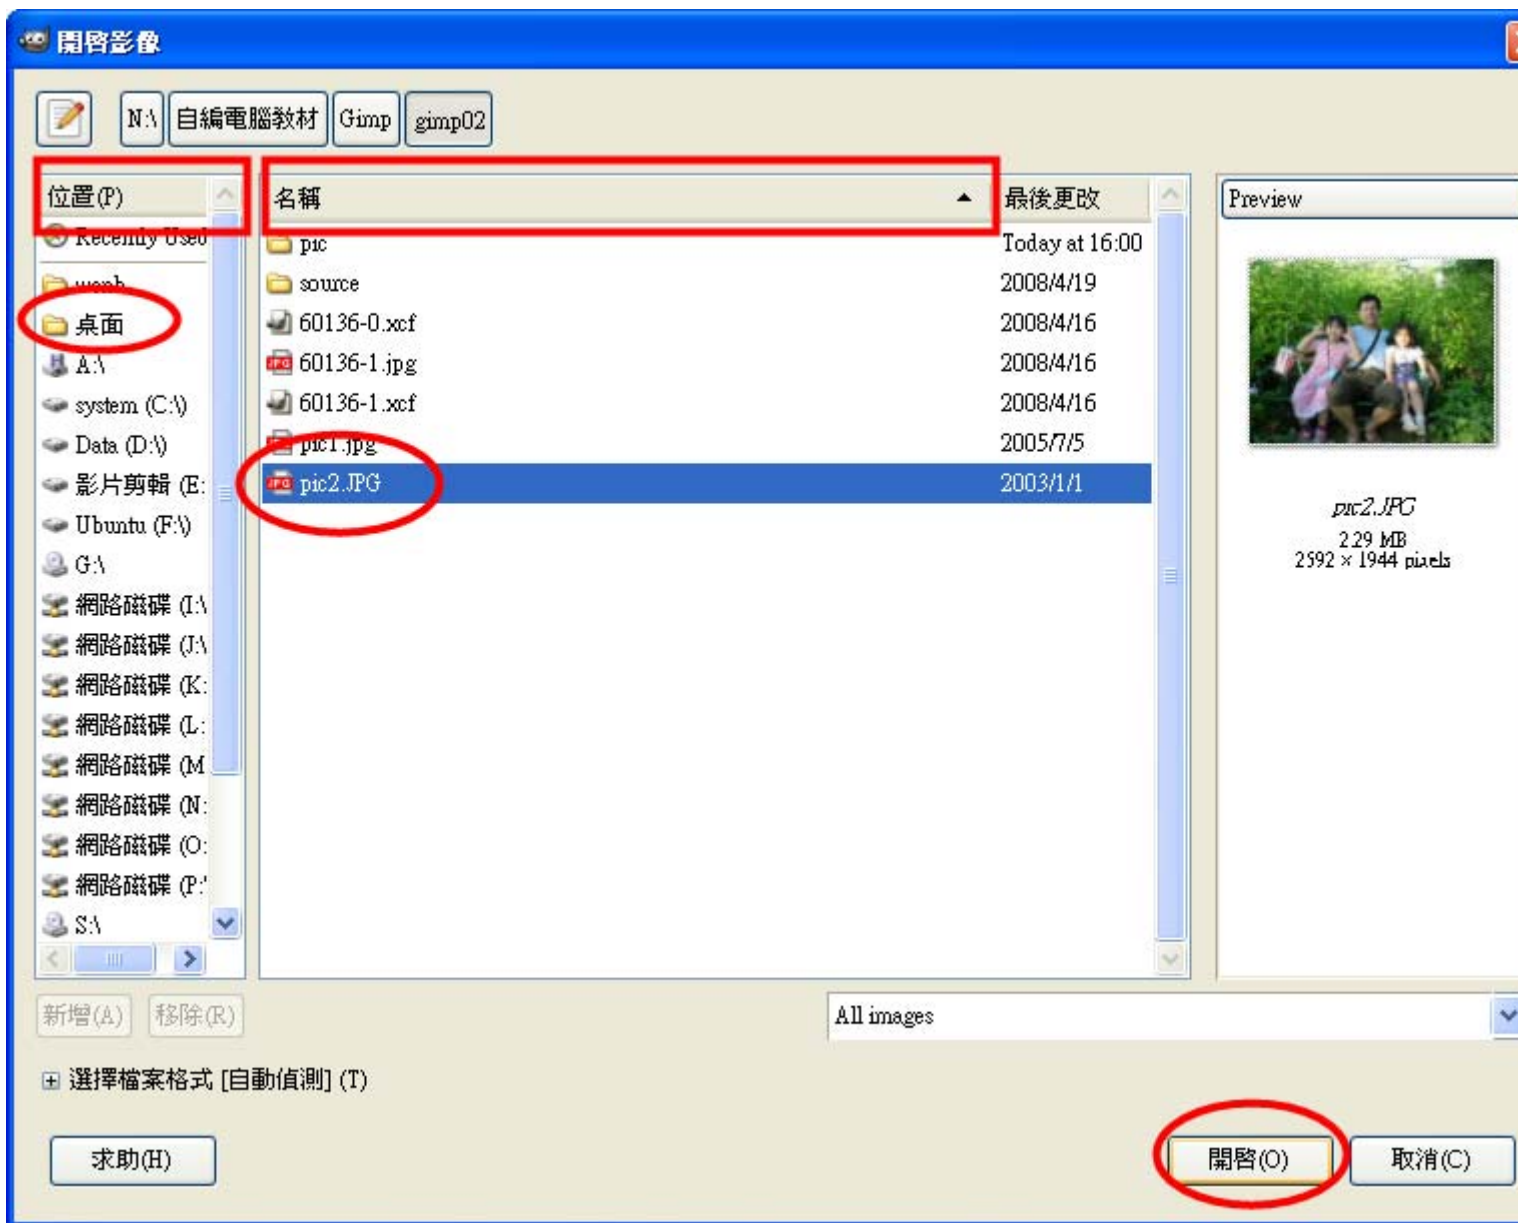 開啓影像
N:\ 自編電腦教材 Gimp gimp02
位置(P)
Recently Used
桌面
A:\
system (C:\)
Data (D:\)
影片剪輯 (E:
Ubuntu (F:\)
G:\
網路磁碟 (I:\
網路磁碟 (J:\
網路磁碟 (K:
網路磁碟 (L:
網路磁碟 (M
網路磁碟 (N:
網路磁碟 (O:
網路磁碟 (P:'
S:\
名稱 最後更改
pic Today at 16:00
source 2008/4/19
60136-0.xcf 2008/4/16
60136-1.jpg 2008/4/16
60136-1.xcf 2008/4/16
pic1.jpg 2005/7/5
pic2.JPG 2003/1/1
Preview
pic2.JPG
2.29 MB
2592 × 1944 pixels
新增(A) 移除(R)
All images
選擇檔案格式 [自動偵測] (T)
求助(H) 開啓(O) 取消(C)